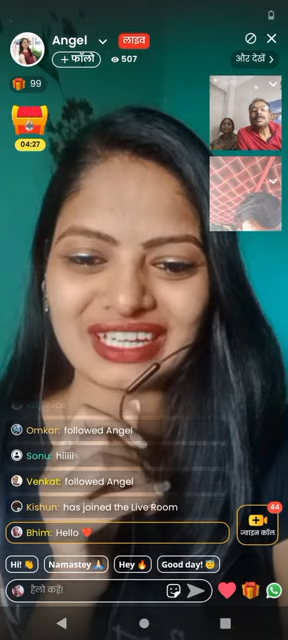 Angel लाइव
+ फॉलो 507
और देखें >
99
04:27
Omkar: followed Angel
Sonu: hiiiii
Venkat: followed Angel
Kishun: has joined the Live Room
Bhim: Hello ❤️
44
ज्वाइन कॉल
Hi! 👋 Namastey 🙏 Hey 🔥 Good day! 😇
हैलो कहें!